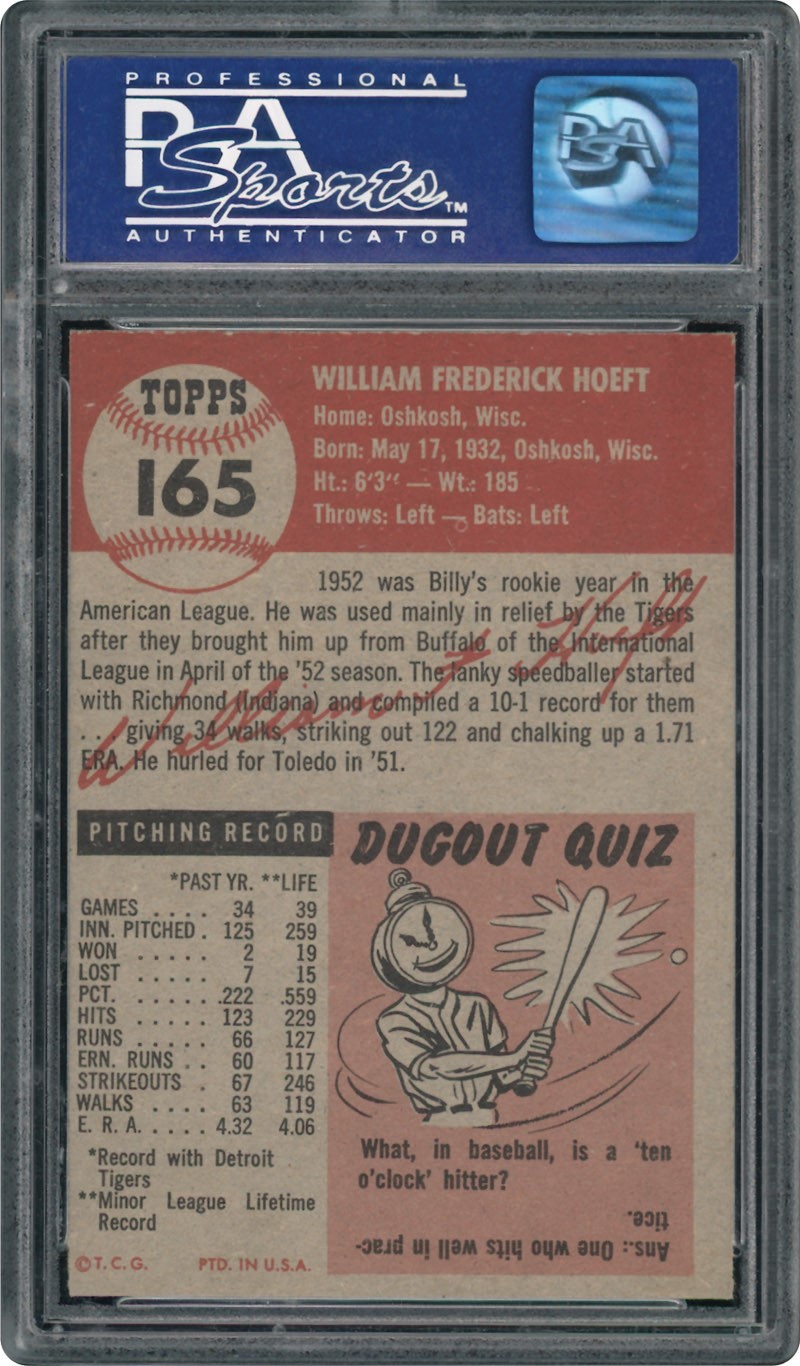 PROFESSIONAL
PSA
Sports™
AUTHENTICATOR
PSA
TOPPS
165
WILLIAM FREDERICK HOEFT
Home: Oshkosh, Wisc.
Born: May 17, 1932, Oshkosh, Wisc.
Ht.: 6'3" — Wt.: 185
Throws: Left — Bats: Left
1952 was Billy's rookie year in the
American League. He was used mainly in relief by the Tigers
after they brought him up from Buffalo of the International
League in April of the '52 season. The lanky speedballer started
with Richmond (Indiana) and compiled a 10-1 record for them
. . . giving 34 walks, striking out 122 and chalking up a 1.71
ERA. He hurled for Toledo in '51.
William F Hoeft
PITCHING RECORD
*PAST YR. **LIFE
GAMES . . . . 34 39
INN. PITCHED . 125 259
WON . . . . . 2 19
LOST . . . . . 7 15
PCT. . . . . . .222 .559
HITS . . . . . 123 229
RUNS . . . . . 66 127
ERN. RUNS . . 60 117
STRIKEOUTS . 67 246
WALKS . . . . 63 119
E. R. A. . . . . 4.32 4.06
*Record with Detroit
Tigers
**Minor League Lifetime
Record
©T.C.G. PTD. IN U.S.A.
DUGOUT QUIZ
What, in baseball, is a 'ten
o'clock' hitter?
Ans.: One who hits well in prac-
tice.